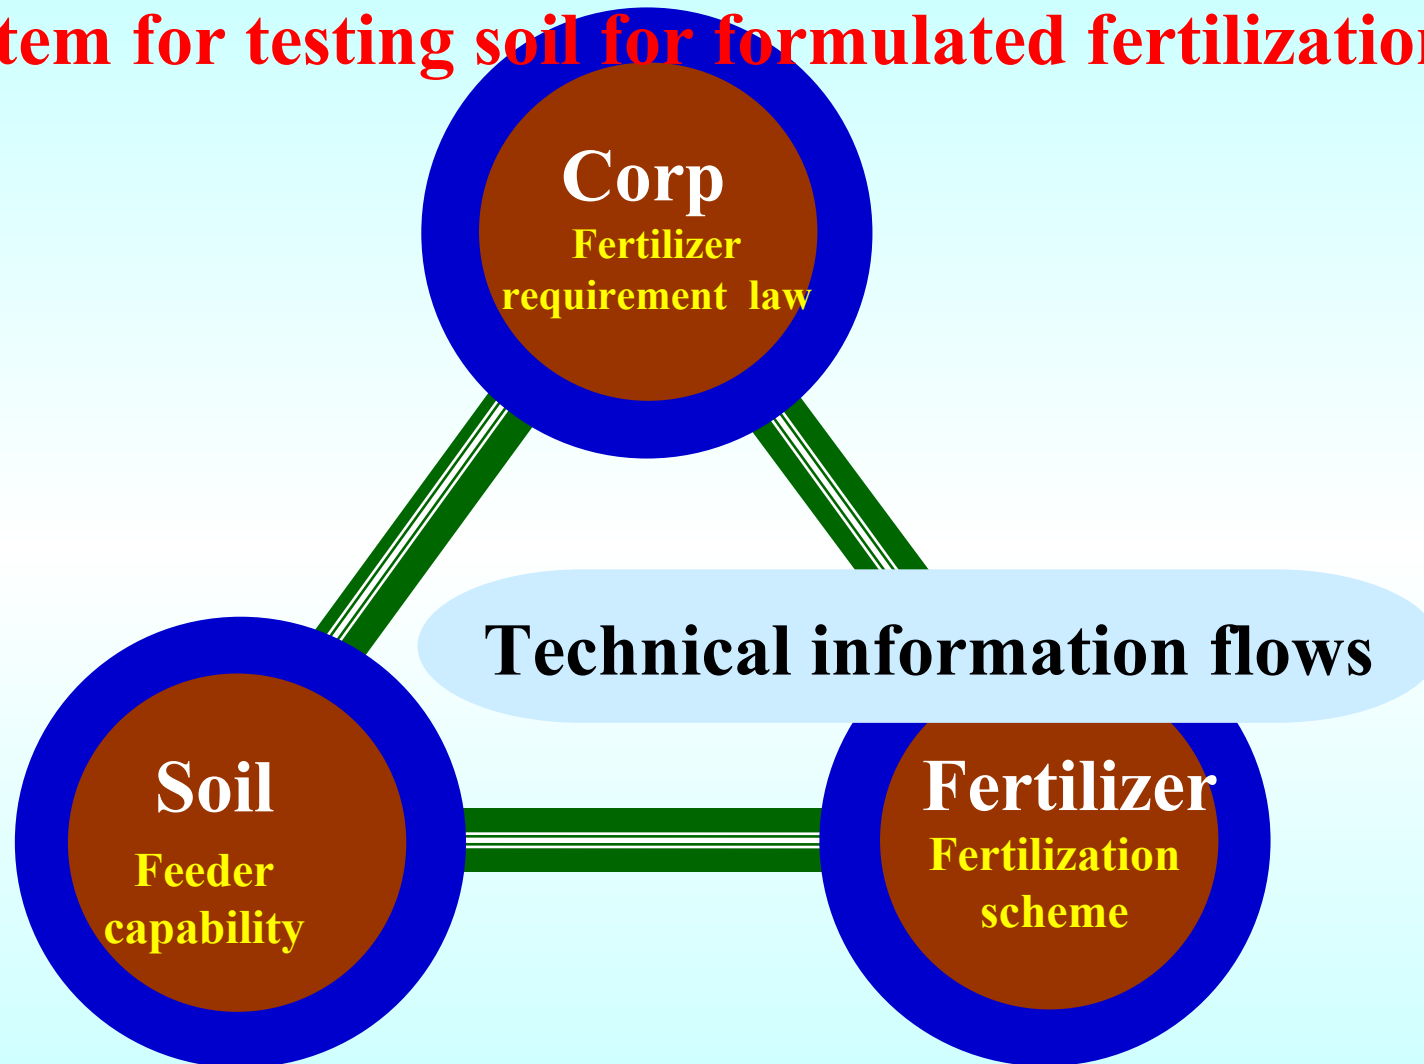 tem for testing soil for formulated fertilization
Corp
Fertilizer
requirement law
Technical information flows
Soil
Feeder
capability
Fertilizer
Fertilization
scheme